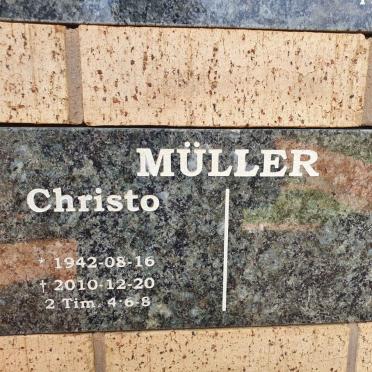 MÜLLER
Christo
* 1942-08-16
† 2010-12-20
2 Tim. 4:6-8